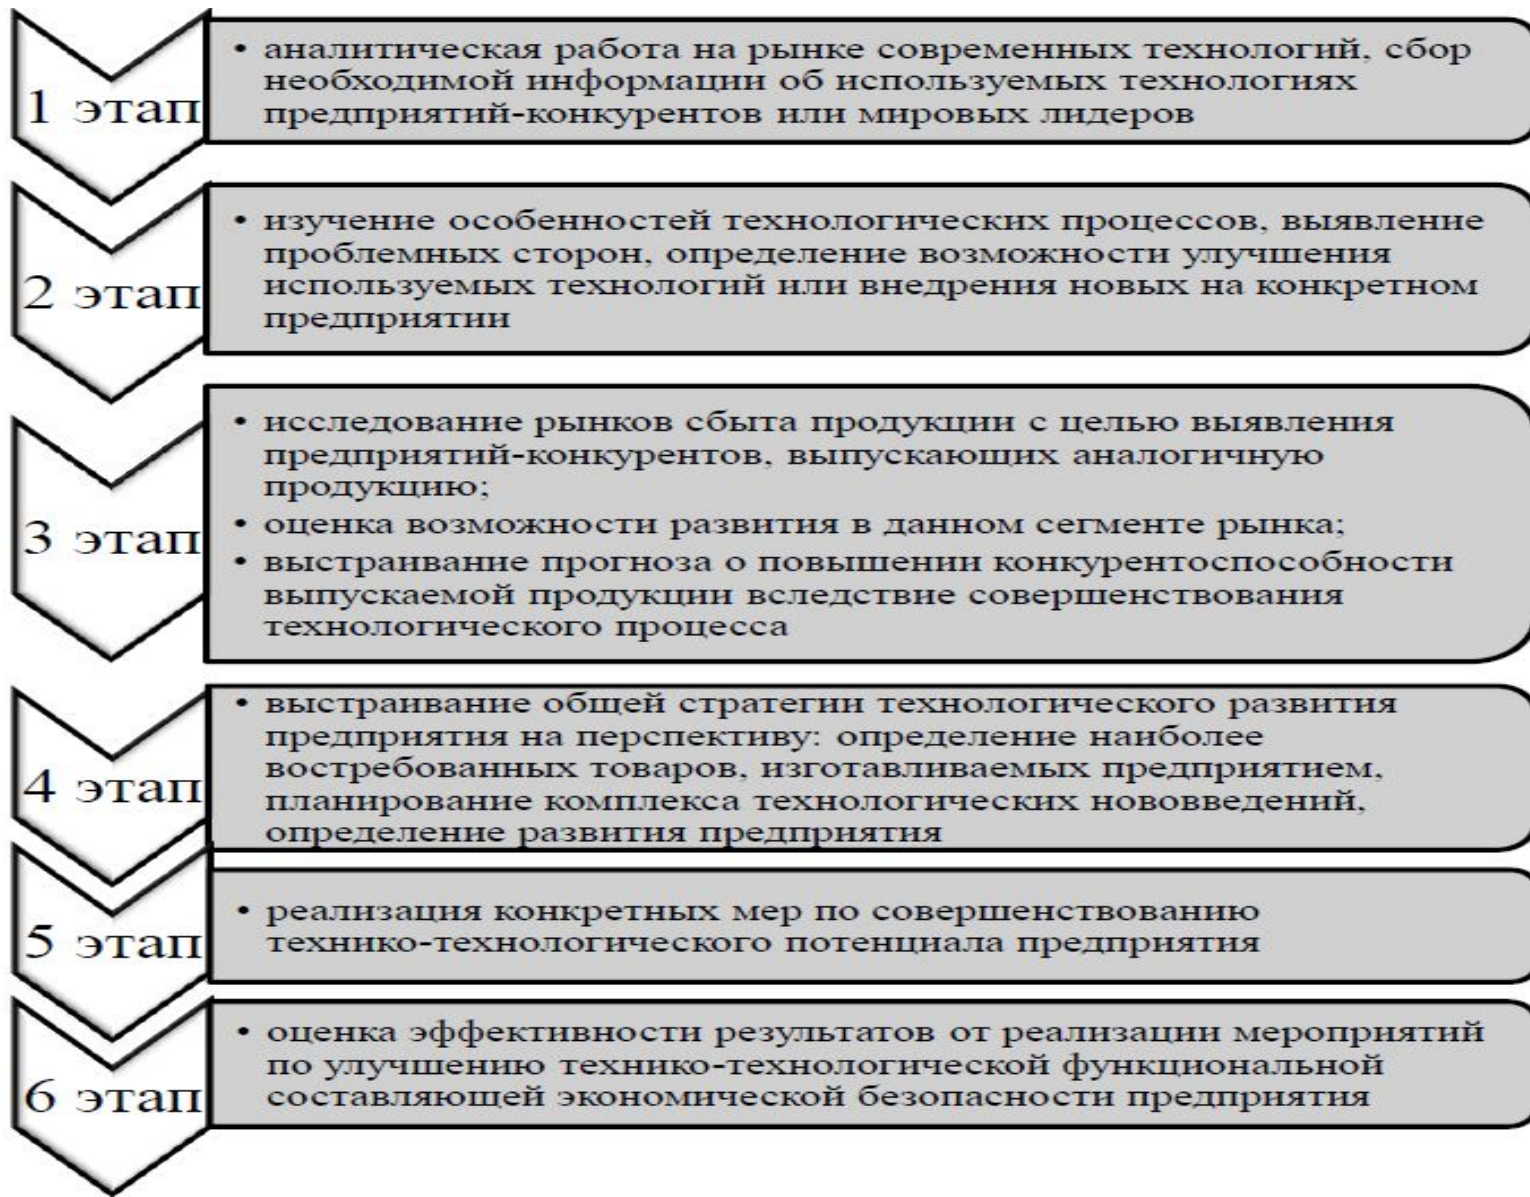 1 этап
• аналитическая работа на рынке современных технологий, сбор
необходимой информации об используемых технологиях
предприятий-конкурентов или мировых лидеров
2 этап
• изучение особенностей технологических процессов, выявление
проблемных сторон, определение возможности улучшения
используемых технологий или внедрения новых на конкретном
предприятии
3 этап
• исследование рынков сбыта продукции с целью выявления
предприятий-конкурентов, выпускающих аналогичную
продукцию;
• оценка возможности развития в данном сегменте рынка;
• выстраивание прогноза о повышении конкурентоспособности
выпускаемой продукции вследствие совершенствования
технологического процесса
4 этап
• выстраивание общей стратегии технологического развития
предприятия на перспективу: определение наиболее
востребованных товаров, изготавливаемых предприятием,
планирование комплекса технологических нововведений,
определение развития предприятия
5 этап
• реализация конкретных мер по совершенствованию
технико-технологического потенциала предприятия
6 этап
• оценка эффективности результатов от реализации мероприятий
по улучшению технико-технологической функциональной
составляющей экономической безопасности предприятия